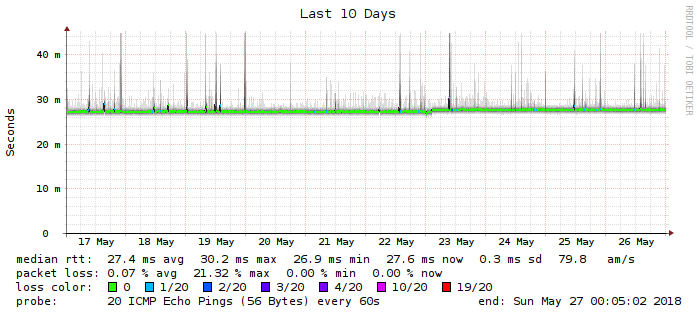 Last 10 Days
RRDTOOL / TOBI OETIKER
Seconds
40 m
30 m
20 m
10 m
0
17 May 18 May 19 May 20 May 21 May 22 May 23 May 24 May 25 May 26 May
median rtt: 27.4 ms avg 30.2 ms max 26.9 ms min 27.6 ms now 0.3 ms sd 79.8 am/s
packet loss: 0.07 % avg 21.32 % max 0.00 % min 0.00 % now
loss color: 0 1/20 2/20 3/20 4/20 10/20 19/20
probe: 20 ICMP Echo Pings (56 Bytes) every 60s end: Sun May 27 00:05:02 2018